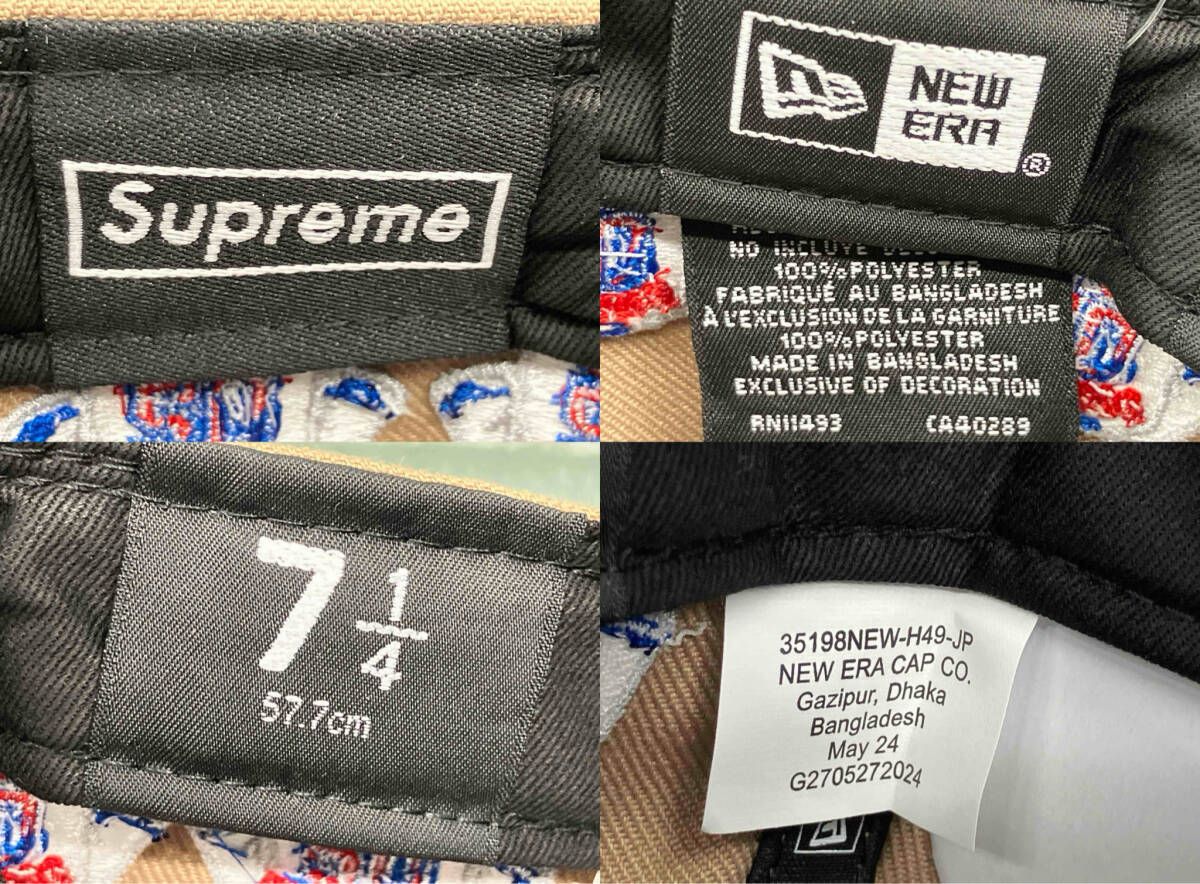 Supreme
NEW
ERA
®
NO INCLUYE
100% POLYESTER
FABRIQUÉ AU BANGLADESH
À L'EXCLUSION DE LA GARNITURE
100% POLYESTER
MADE IN BANGLADESH
EXCLUSIVE OF DECORATION
RN11493 CA40289
7 1/4
57.7cm
35198NEW-H49-JP
NEW ERA CAP CO.
Gazipur, Dhaka
Bangladesh
May 24
G2705272024